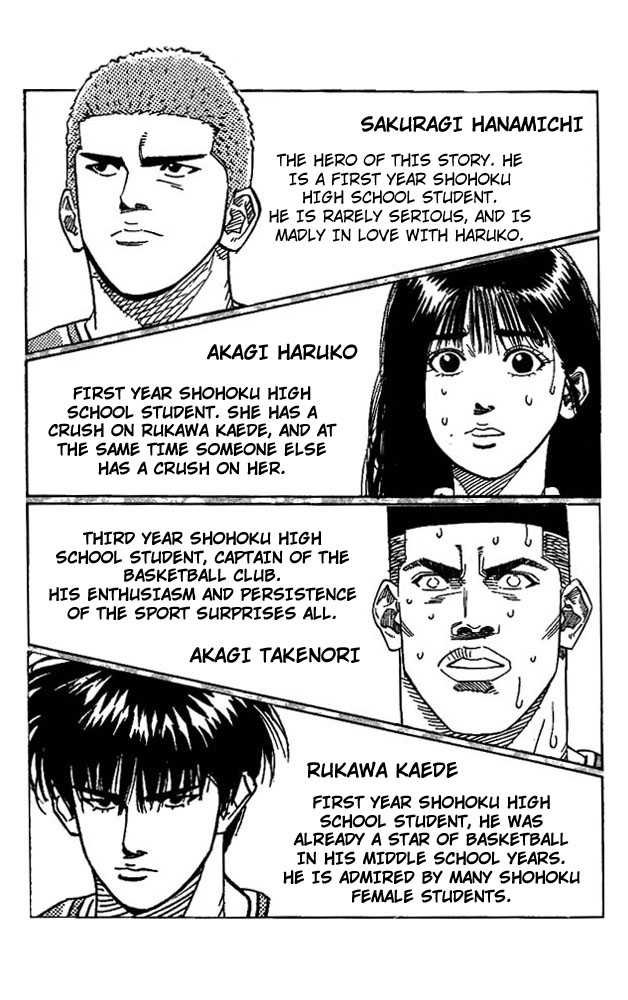 SAKURAGI HANAMICHI
THE HERO OF THIS STORY. HE
IS A FIRST YEAR SHOHOKU
HIGH SCHOOL STUDENT.
HE IS RARELY SERIOUS, AND IS
MADLY IN LOVE WITH HARUKO.
AKAGI HARUKO
FIRST YEAR SHOHOKU HIGH
SCHOOL STUDENT. SHE HAS A
CRUSH ON RUKAWA KAEDE, AND AT
THE SAME TIME SOMEONE ELSE
HAS A CRUSH ON HER.
THIRD YEAR SHOHOKU HIGH
SCHOOL STUDENT, CAPTAIN OF THE
BASKETBALL CLUB.
HIS ENTHUSIASM AND PERSISTENCE
OF THE SPORT SURPRISES ALL.
AKAGI TAKENORI
RUKAWA KAEDE
FIRST YEAR SHOHOKU HIGH
SCHOOL STUDENT, HE WAS
ALREADY A STAR OF BASKETBALL
IN HIS MIDDLE SCHOOL YEARS.
HE IS ADMIRED BY MANY SHOHOKU
FEMALE STUDENTS.